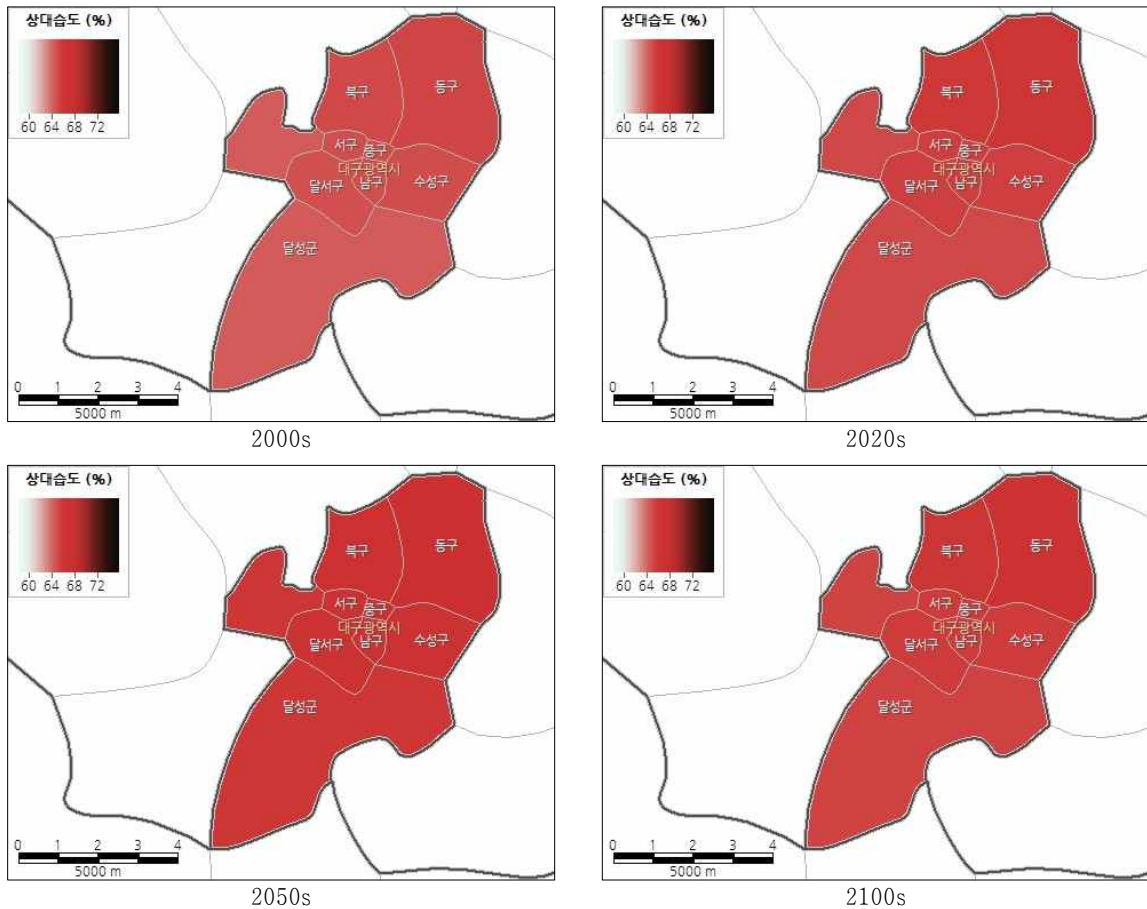 상대습도 (%)
60 64 68 72
북구
동구
서구
중구
대구광역시
달서구
남구
수성구
달성군
0 1 2 3 4
5000 m
2000s
상대습도 (%)
60 64 68 72
북구
동구
서구
중구
대구광역시
달서구
남구
수성구
달성군
0 1 2 3 4
5000 m
2020s
상대습도 (%)
60 64 68 72
북구
동구
서구
중구
대구광역시
달서구
남구
수성구
달성군
0 1 2 3 4
5000 m
2050s
상대습도 (%)
60 64 68 72
북구
동구
서구
중구
대구광역시
달서구
남구
수성구
달성군
0 1 2 3 4
5000 m
2100s